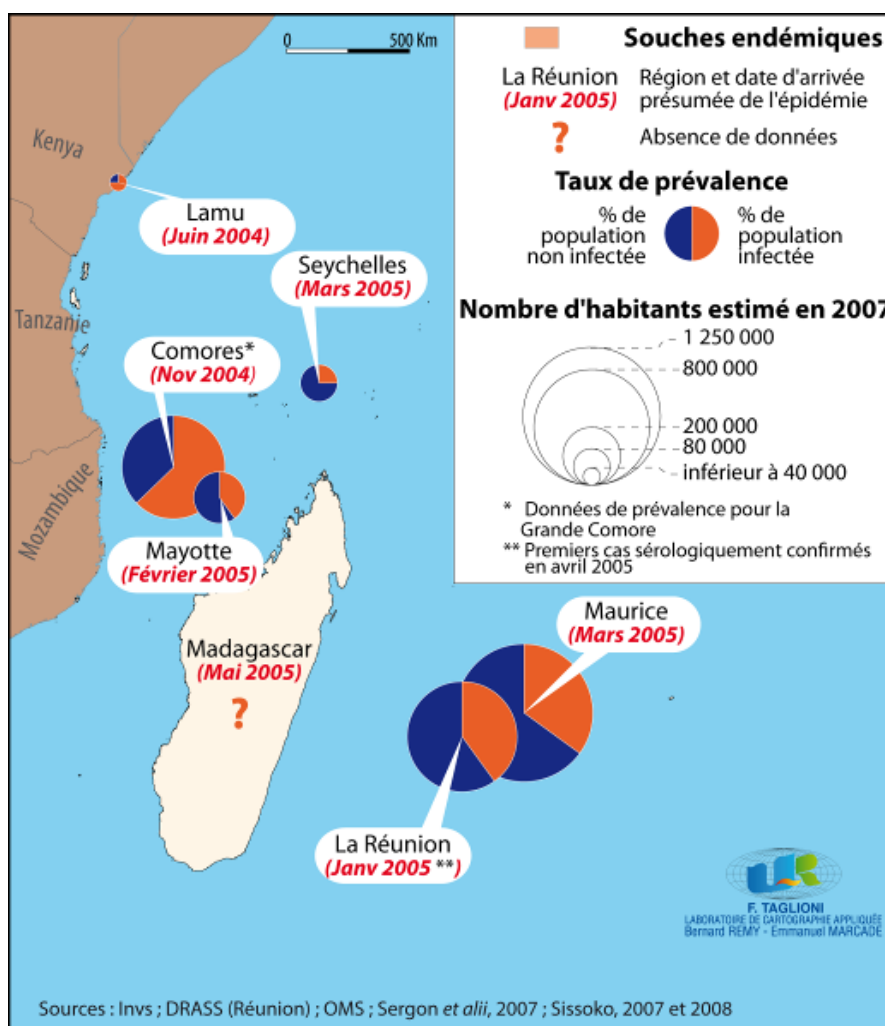 0 500 Km
Kenya
Lamu
(Juin 2004)
Seychelles
(Mars 2005)
Tanzanie
Comores*
(Nov 2004)
Mozambique
Mayotte
(Février 2005)
Madagascar
(Mai 2005)
?
Maurice
(Mars 2005)
La Réunion
(Janv 2005 **)
Souches endémiques
La Réunion
(Janv 2005)
Région et date d'arrivée
présumée de l'épidémie
?
Absence de données
Taux de prévalence
% de
population
non infectée
% de
population
infectée
Nombre d'habitants estimé en 2007
1 250 000
800 000
200 000
80 000
inférieur à 40 000
* Données de prévalence pour la
Grande Comore
** Premiers cas sérologiquement confirmés
en avril 2005
UR
F. TAGLIONI
LABORATOIRE DE CARTOGRAPHIE APPLIQUÉE
Bernard REMY - Emmanuel MARCADÉ
Sources : Invs ; DRASS (Réunion) ; OMS ; Sergon et alii, 2007 ; Sissoko, 2007 et 2008